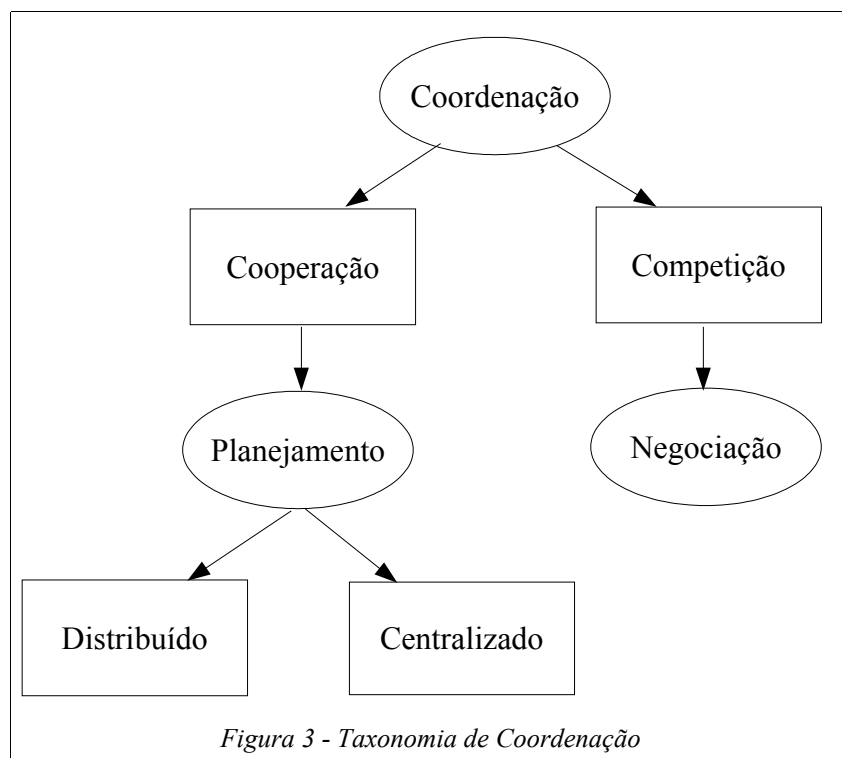 Coordenação
Cooperação
Competição
Planejamento
Negociação
Distribuído
Centralizado
Figura 3 - Taxonomia de Coordenação